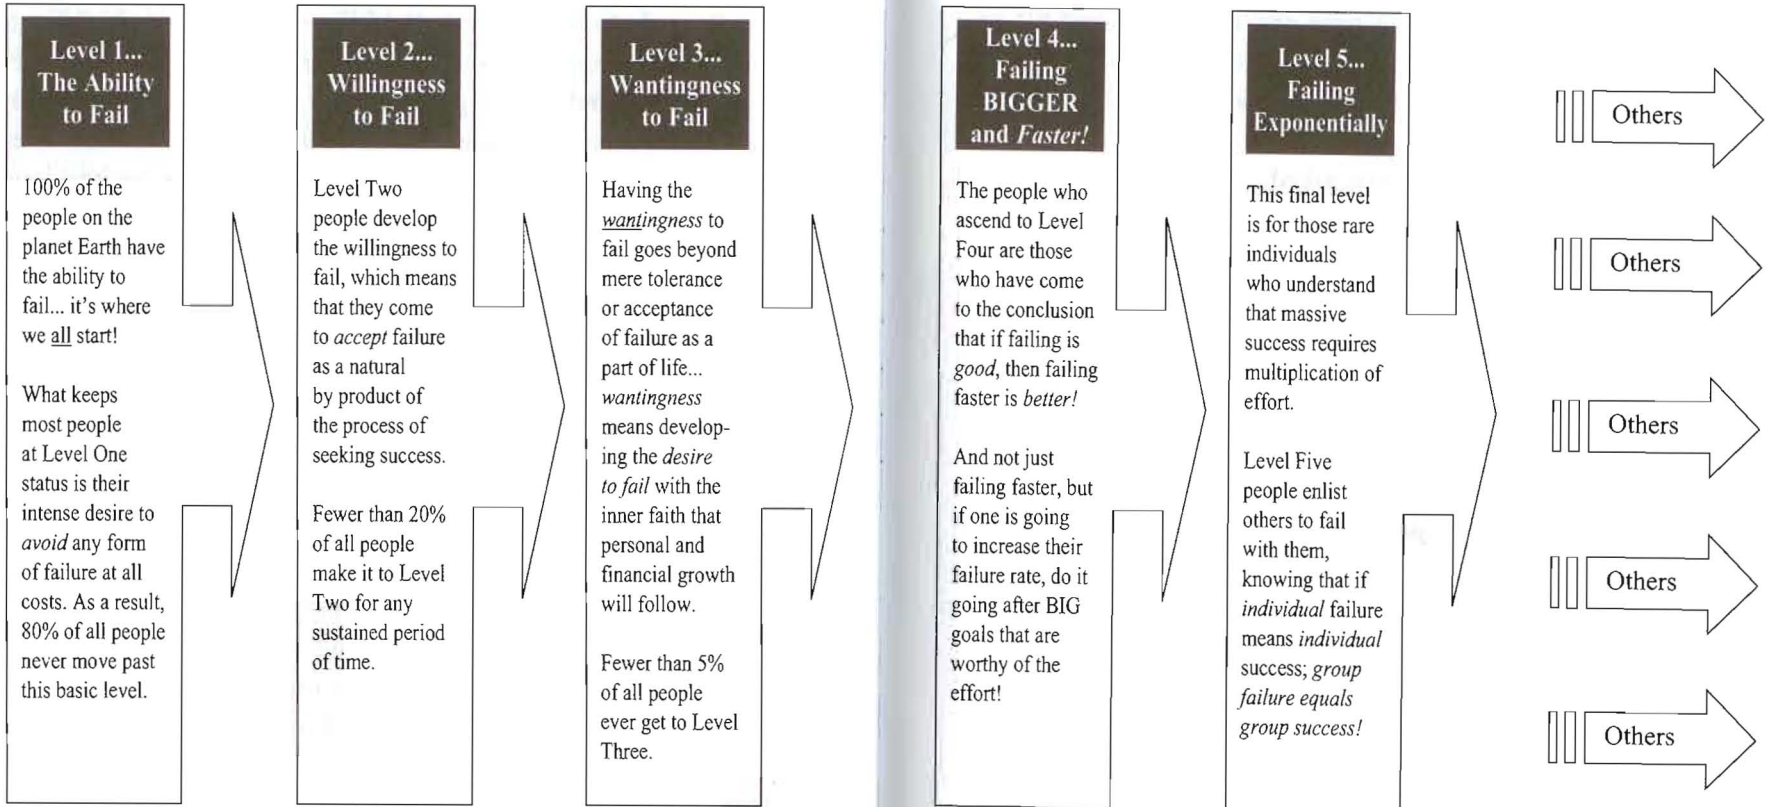 Level 1...
The Ability
to Fail
100% of the
people on the
planet Earth have
the ability to
fail... it's where
we all start!
What keeps
most people
at Level One
status is their
intense desire to
avoid any form
of failure at all
costs. As a result,
80% of all people
never move past
this basic level.
Level 2...
Willingness
to Fail
Level Two
people develop
the willingness to
fail, which means
that they come
to accept failure
as a natural
by product of
the process of
seeking success.
Fewer than 20%
of all people
make it to Level
Two for any
sustained period
of time.
Level 3...
Wantingness
to Fail
Having the
wantingness to
fail goes beyond
mere tolerance
or acceptance
of failure as a
part of life...
wantingness
means develop-
ing the desire
to fail with the
inner faith that
personal and
financial growth
will follow.
Fewer than 5%
of all people
ever get to Level
Three.
Level 4...
Failing
BIGGER
and Faster!
The people who
ascend to Level
Four are those
who have come
to the conclusion
that if failing is
good, then failing
faster is better!
And not just
failing faster, but
if one is going
to increase their
failure rate, do it
going after BIG
goals that are
worthy of the
effort!
Level 5...
Failing
Exponentially
This final level
is for those rare
individuals
who understand
that massive
success requires
multiplication of
effort.
Level Five
people enlist
others to fail
with them,
knowing that if
individual failure
means individual
success; group
failure equals
group success!
Others
Others
Others
Others
Others